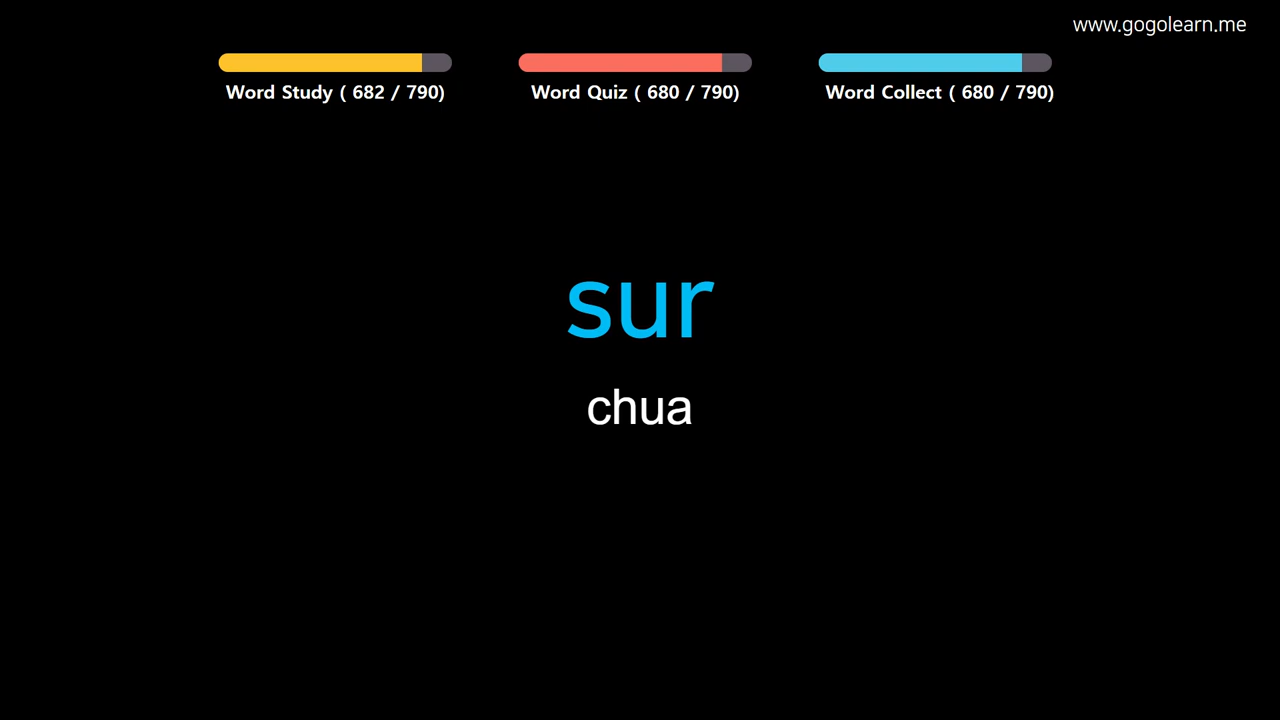 www.gogolearn.me
Word Study ( 682 / 790)
Word Quiz ( 680 / 790)
Word Collect ( 680 / 790)
sur
chua